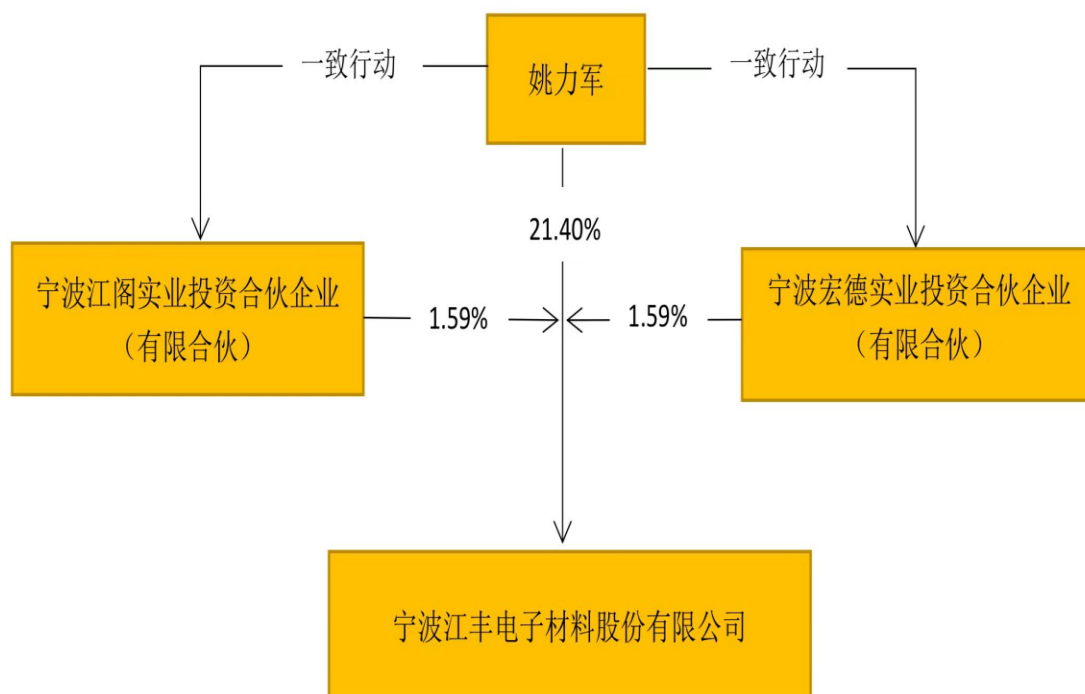 一致行动
姚力军
一致行动
21.40%
宁波江阁实业投资合伙企业
（有限合伙）
1.59%
1.59%
宁波宏德实业投资合伙企业
（有限合伙）
宁波江丰电子材料股份有限公司